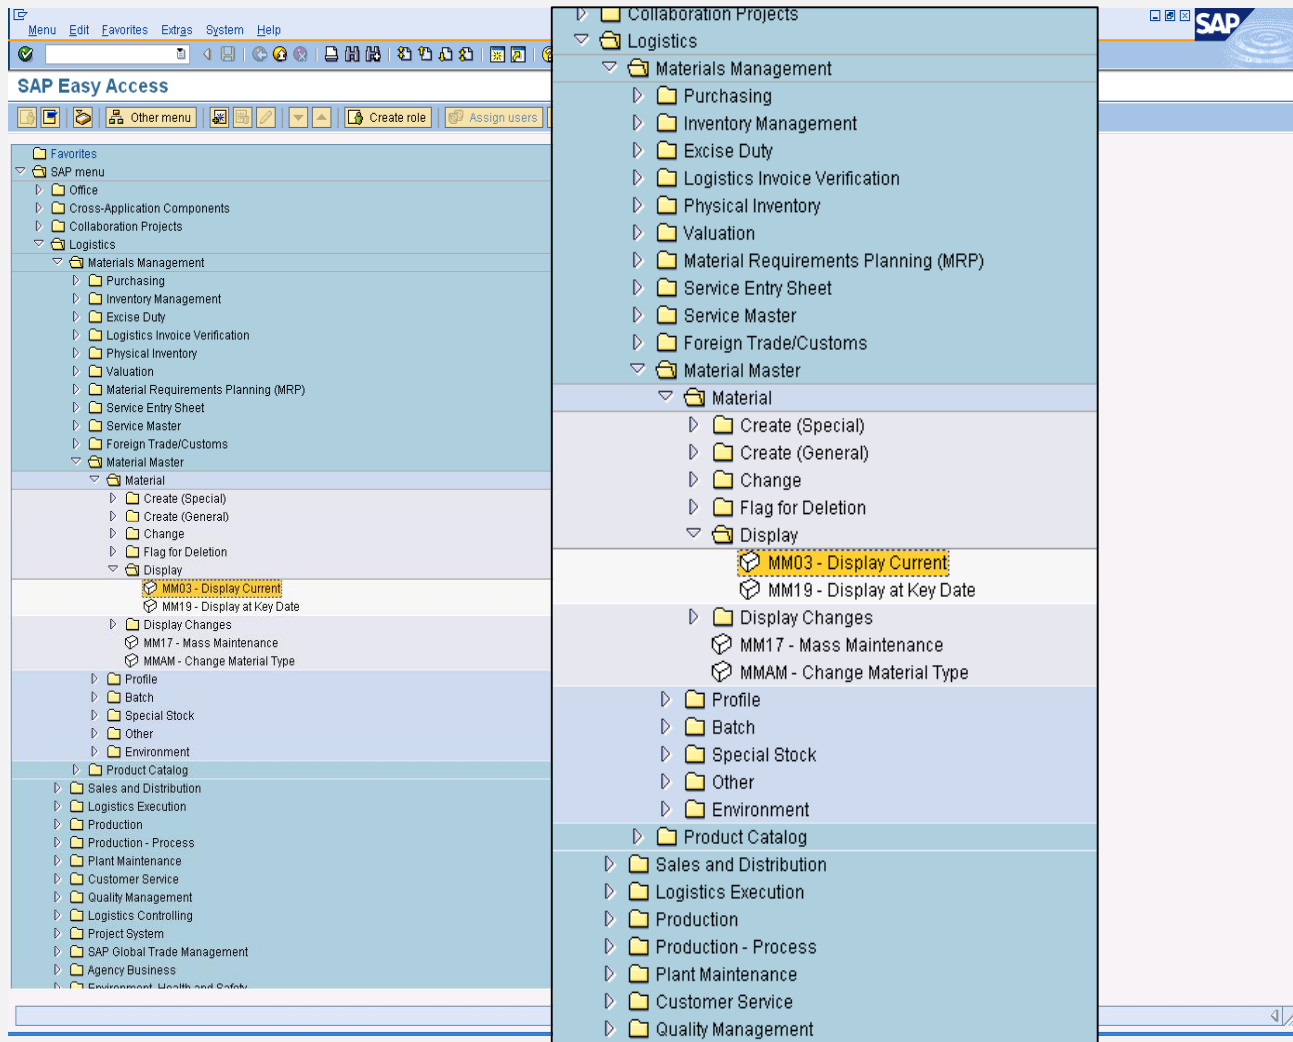 Menu Edit Favorites Extras System Help
SAP
SAP Easy Access
Other menu Create role Assign users
Favorites
SAP menu
Office
Cross-Application Components
Collaboration Projects
Logistics
Materials Management
Purchasing
Inventory Management
Excise Duty
Logistics Invoice Verification
Physical Inventory
Valuation
Material Requirements Planning (MRP)
Service Entry Sheet
Service Master
Foreign Trade/Customs
Material Master
Material
Create (Special)
Create (General)
Change
Flag for Deletion
Display
MM03 - Display Current
MM19 - Display at Key Date
Display Changes
MM17 - Mass Maintenance
MMAM - Change Material Type
Profile
Batch
Special Stock
Other
Environment
Product Catalog
Sales and Distribution
Logistics Execution
Production
Production - Process
Plant Maintenance
Customer Service
Quality Management
Logistics Controlling
Project System
SAP Global Trade Management
Agency Business
Environment, Health and Safety
Collaboration Projects
Logistics
Materials Management
Purchasing
Inventory Management
Excise Duty
Logistics Invoice Verification
Physical Inventory
Valuation
Material Requirements Planning (MRP)
Service Entry Sheet
Service Master
Foreign Trade/Customs
Material Master
Material
Create (Special)
Create (General)
Change
Flag for Deletion
Display
MM03 - Display Current
MM19 - Display at Key Date
Display Changes
MM17 - Mass Maintenance
MMAM - Change Material Type
Profile
Batch
Special Stock
Other
Environment
Product Catalog
Sales and Distribution
Logistics Execution
Production
Production - Process
Plant Maintenance
Customer Service
Quality Management